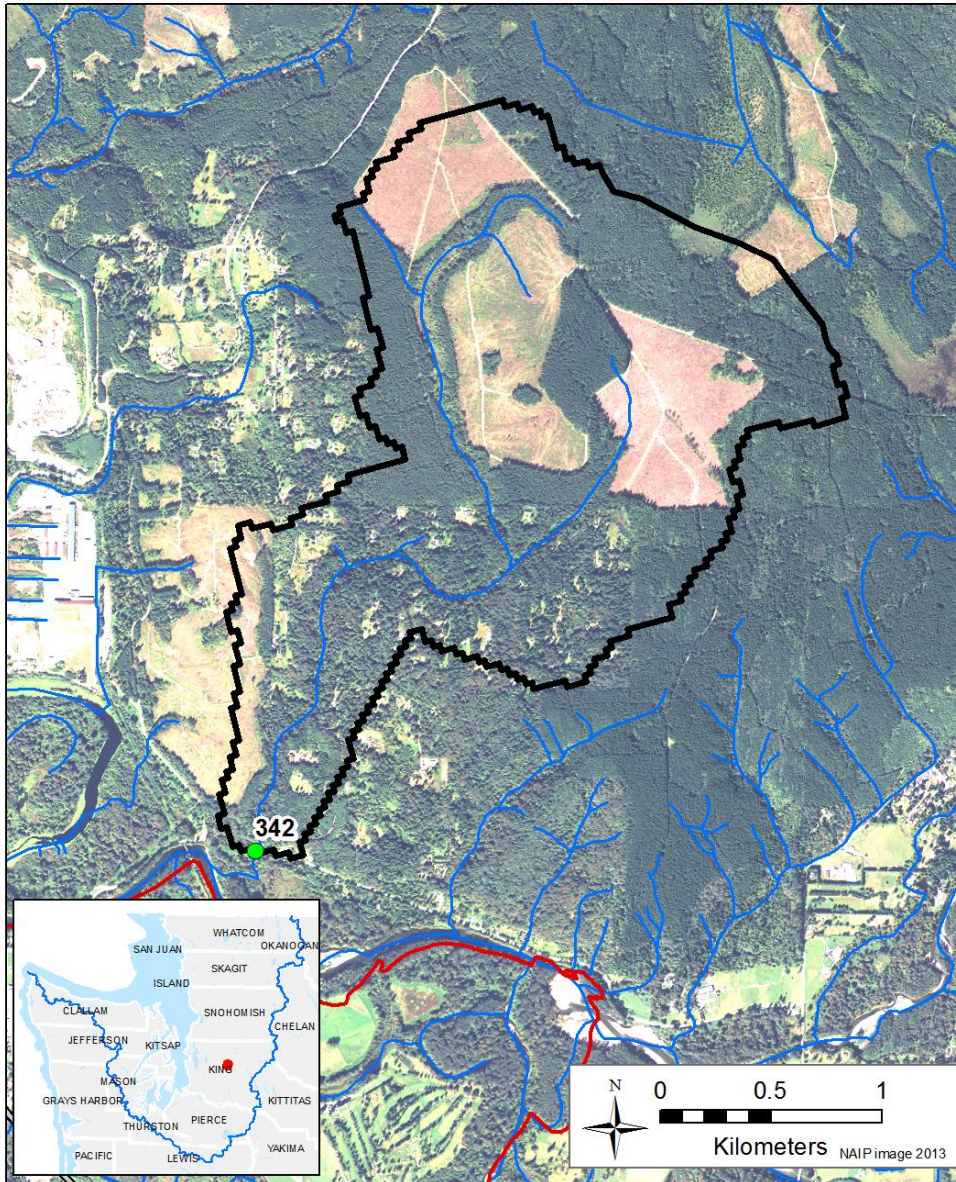 342
WHATCOM
OKANOGAN
SAN JUAN
SKAGIT
ISLAND
CLALLAM
SNOHOMISH
CHELAN
JEFFERSON
KITSAP
KING
MASON
GRAYS HARBOR
KITTITAS
PIERCE
THURSTON
PACIFIC
LEWIS
YAKIMA
N
0 0.5 1
Kilometers
NAIP image 2013